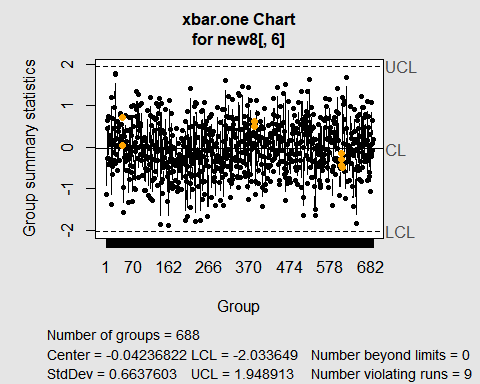 xbar.one Chart
for new8[, 6]
Group summary statistics
2
1
0
-1
-2
UCL
CL
LCL
1 70 162 266 370 474 578 682
Group
Number of groups = 688
Center = -0.04236822 LCL = -2.033649 Number beyond limits = 0
StdDev = 0.6637603 UCL = 1.948913 Number violating runs = 9